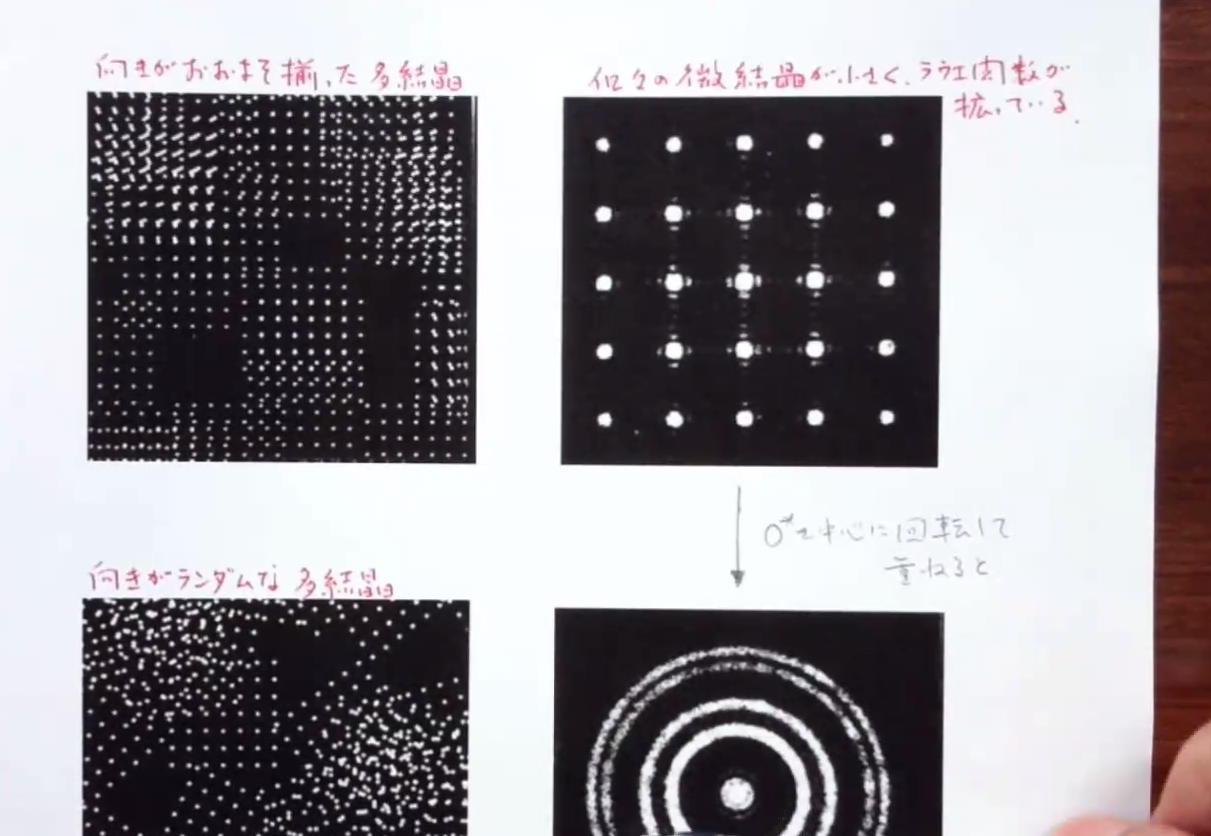 向きがおおよそ揃った多結晶
個々の微結晶が小さく、ラウエ関数が
拡っている.
O*を中心に回転して
重ねると
向きがランダムな多結晶